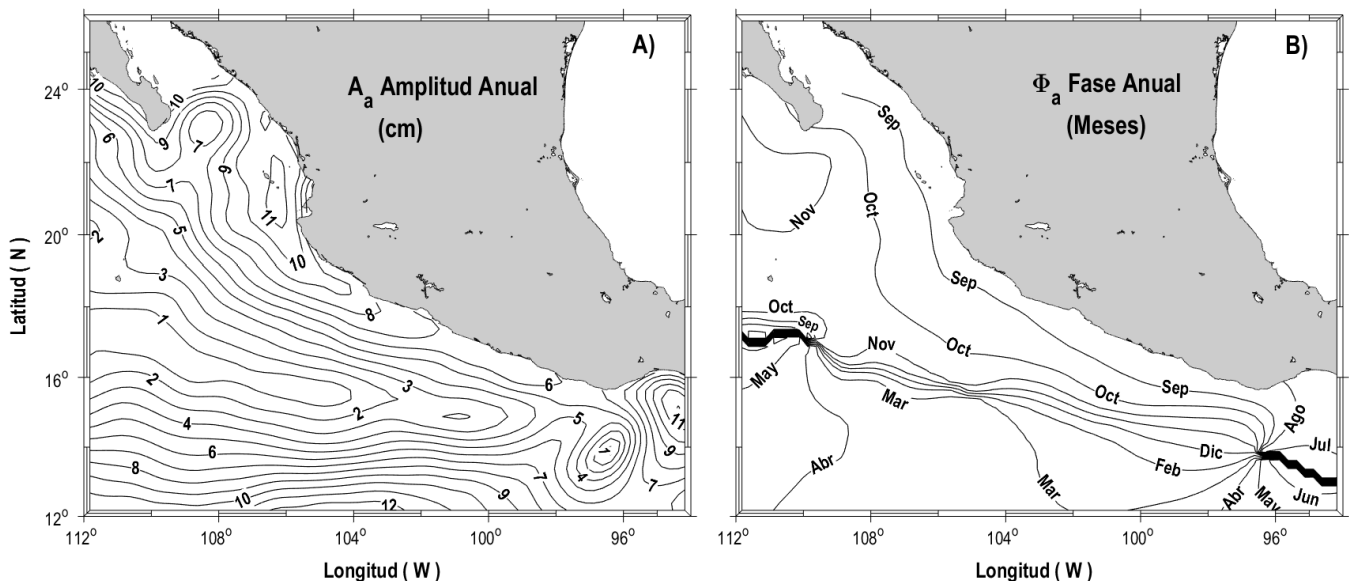 A)
A_a Amplitud Anual
(cm)
10
10
24°
6
9
7
7
9
11
2
20°
5
3
10
8
1
16°
2
3
6
2
5
11
4
1
6
4
9
8
7
7
10
9
12
12°
112°
108°
104°
100°
96°
Latitud ( N )
Longitud ( W )
B)
Φ_a Fase Anual
(Meses)
Sep
Oct
Nov
Sep
Oct
Sep
Nov
Oct
May
Oct
Sep
Mar
Ago
Dic
Jul
Abr
Feb
Mar
Abr
May
Jun
112°
108°
104°
100°
96°
Longitud ( W )